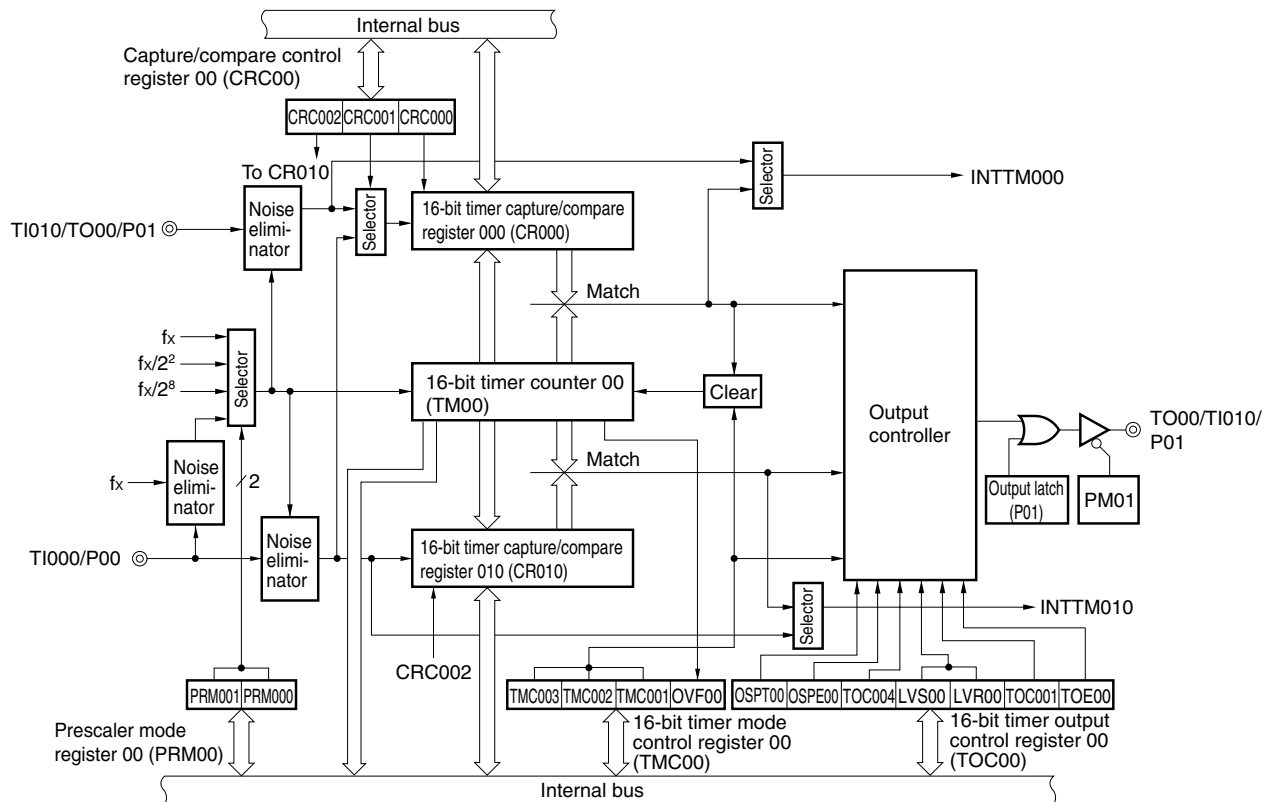 Internal bus
Capture/compare control
register 00 (CRC00)
CRC002 CRC001 CRC000
To CR010
Selector
INTTM000
TI010/TO00/P01
Noise
elimi-
nator
Selector
16-bit timer capture/compare
register 000 (CR000)
Match
fx
fx/2²
fx/2⁸
Selector
16-bit timer counter 00
(TM00)
Clear
Output
controller
TO00/TI010/
P01
Match
fx
Noise
elimi-
nator
2
Output latch
(P01)
PM01
TI000/P00
Noise
elimi-
nator
16-bit timer capture/compare
register 010 (CR010)
Selector
INTTM010
CRC002
PRM001 PRM000
TMC003 TMC002 TMC001 OVF00
OSPT00 OSPE00 TOC004 LVS00 LVR00 TOC001 TOE00
Prescaler mode
register 00 (PRM00)
16-bit timer mode
control register 00
(TMC00)
16-bit timer output
control register 00
(TOC00)
Internal bus